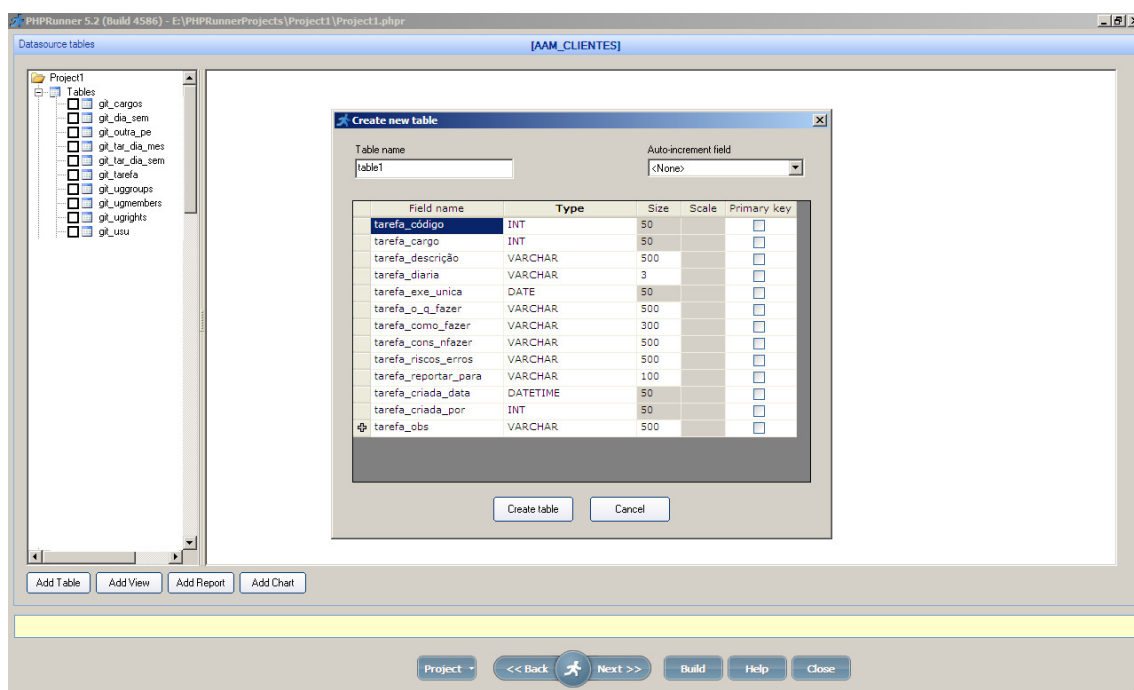 PHPRunner 5.2 (Build 4586) - E:\PHPRunnerProjects\Project1\Project1.phpr
Datasource tables [AAM_CLIENTES]
Project1
Tables
git_cargos
git_dia_sem
git_outra_pe
git_tar_dia_mes
git_tar_dia_sem
git_tarefa
git_uggroups
git_ugmembers
git_ugrights
git_usu
Create new table
Table name Auto-increment field
table1 <None>
Field name Type Size Scale Primary key
tarefa_código INT 50
tarefa_cargo INT 50
tarefa_descrição VARCHAR 500
tarefa_diaria VARCHAR 3
tarefa_exe_unica DATE 50
tarefa_o_q_fazer VARCHAR 500
tarefa_como_fazer VARCHAR 300
tarefa_cons_nfazer VARCHAR 500
tarefa_riscos_erros VARCHAR 500
tarefa_reportar_para VARCHAR 100
tarefa_criada_data DATETIME 50
tarefa_criada_por INT 50
tarefa_obs VARCHAR 500
Create table Cancel
Add Table Add View Add Report Add Chart
Project << Back Next >> Build Help Close